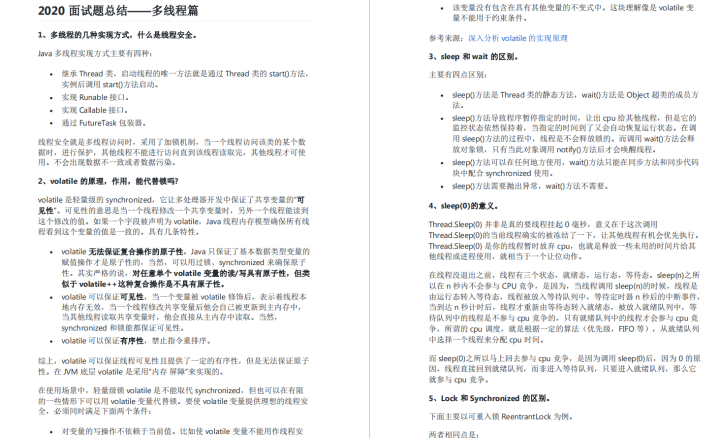 2020 面试题总结——多线程篇
1、多线程的几种实现方式，什么是线程安全。
Java 多线程实现方式主要有四种：
• 继承 Thread 类，启动线程的唯一方法就是通过 Thread 类的 start()方法，
实例后调用 start()方法启动。
• 实现 Runable 接口。
• 实现 Callable 接口。
• 通过 FutureTask 包装器。
线程安全就是多线程访问时，采用了加锁机制，当一个线程访问该类的某个数
据时，进行保护，其他线程不能进行访问直到该线程读取完，其他线程才可使
用。不会出现数据不一致或者数据污染。
2、volatile 的原理，作用，能代替锁吗？
volatile 是轻量级的 synchronized，它让多处理器开发中保证了共享变量的“可
见性”。可见性的意思是当一个线程修改一个共享变量时，另外一个线程能读到
这个修改的值。如果一个字段被声明为 volatile，Java 线程内存模型确保所有线
程看到这个变量的值是一致的。具有几条特性。
• volatile 无法保证复合操作的原子性，Java 只保证了基本数据类型变量的
赋值操作才是原子性的，当然，可以用过锁、synchronized 来确保原子
性。其实严格的说，对任意单个 volatile 变量的读/写具有原子性，但类
似于 volatile++这种复合操作是不具有原子性。
• volatile 可以保证可见性，当一个变量被 volatile 修饰后，表示着线程本
地内存无效，当一个线程修改共享变量后他会自己被更新到主内存中，
当其他线程读取共享变量时，他会直接从主内存中读取。当然，
synchronized 和锁能都保证可见性。
• volatile 可以保证有序性，禁止指令重排序。
综上，volatile 可以保证线程可见性且提供了一定的有序性，但是无法保证原子
性。在 JVM 底层 volatile 是采用“内存 屏障”来实现的。
在使用场景中，轻量级锁 volatile 是不能取代 synchronized，但也可以在有限
的一些情形下可以用 volatile 变量代替锁。要使 volatile 变量提供理想的线程安
全，必须同时满足下面两个条件：
• 对变量的写操作不依赖于当前值。比如使 volatile 变量不能用作线程安
• 该变量没有包含在具有其他变量的不变式中。这块理解像是 volatile 变
量不能用于约束条件。
参考来源：深入分析 volatile 的实现原理
3、sleep 和 wait 的区别。
主要有四点区别：
• sleep()方法是 Thread 类的静态方法，wait()方法是 Object 超类的成员方
法。
• sleep()方法导致程序暂停指定的时间，让出 cpu 给其他线程，但是它的
监控状态依然保持着，当指定的时间到了又会自动恢复运行状态。在调
用 sleep()方法的过程中，线程是不会释放锁的。而调用 wait()方法会释
放对象锁，只有当此对象调用 notify()方法后才会唤醒线程。
• sleep()方法可以在任何地方使用，wait()方法只能在同步方法和同步代码
块中配合 synchronized 使用。
• sleep()方法需要抛出异常，wait()方法不需要。
4、sleep(0)的意义。
Thread.Sleep(0) 并非是真的要线程挂起 0 毫秒，意义在于这次调用
Thread.Sleep(0)的当前线程确实的被冻结了一下，让其他线程有机会优先执行。
Thread.Sleep(0) 是你的线程暂时放弃 cpu，也就是释放一些未用的时间片给其
他线程或进程使用，就相当于一个让位动作。
在线程没退出之前，线程有三个状态，就绪态，运行态，等待态。sleep(n)之所
以在 n 秒内不会参与 CPU 竞争，是因为，当线程调用 sleep(n)的时候，线程是
由运行态转入等待态，线程被放入等待队列中，等待定时器 n 秒后的中断事件，
当到达 n 秒计时后，线程才重新由等待态转入就绪态，被放入就绪队列中，等
待队列中的线程是不参与 cpu 竞争的，只有就绪队列中的线程才会参与 cpu 竞
争，所谓的 cpu 调度，就是根据一定的算法（优先级、FIFO 等），从就绪队列
中选择一个线程来分配 cpu 时间。
而 sleep(0)之所以马上回去参与 cpu 竞争，是因为调用 sleep(0)后，因为 0 的原
因，线程直接回到就绪队列，而非进入等待队列，只要进入就绪队列，那么它
就参与 cpu 竞争。
5、Lock 和 Synchronized 的区别。
下面主要以可重入锁 ReentrantLock 为例。
两者相同点是：